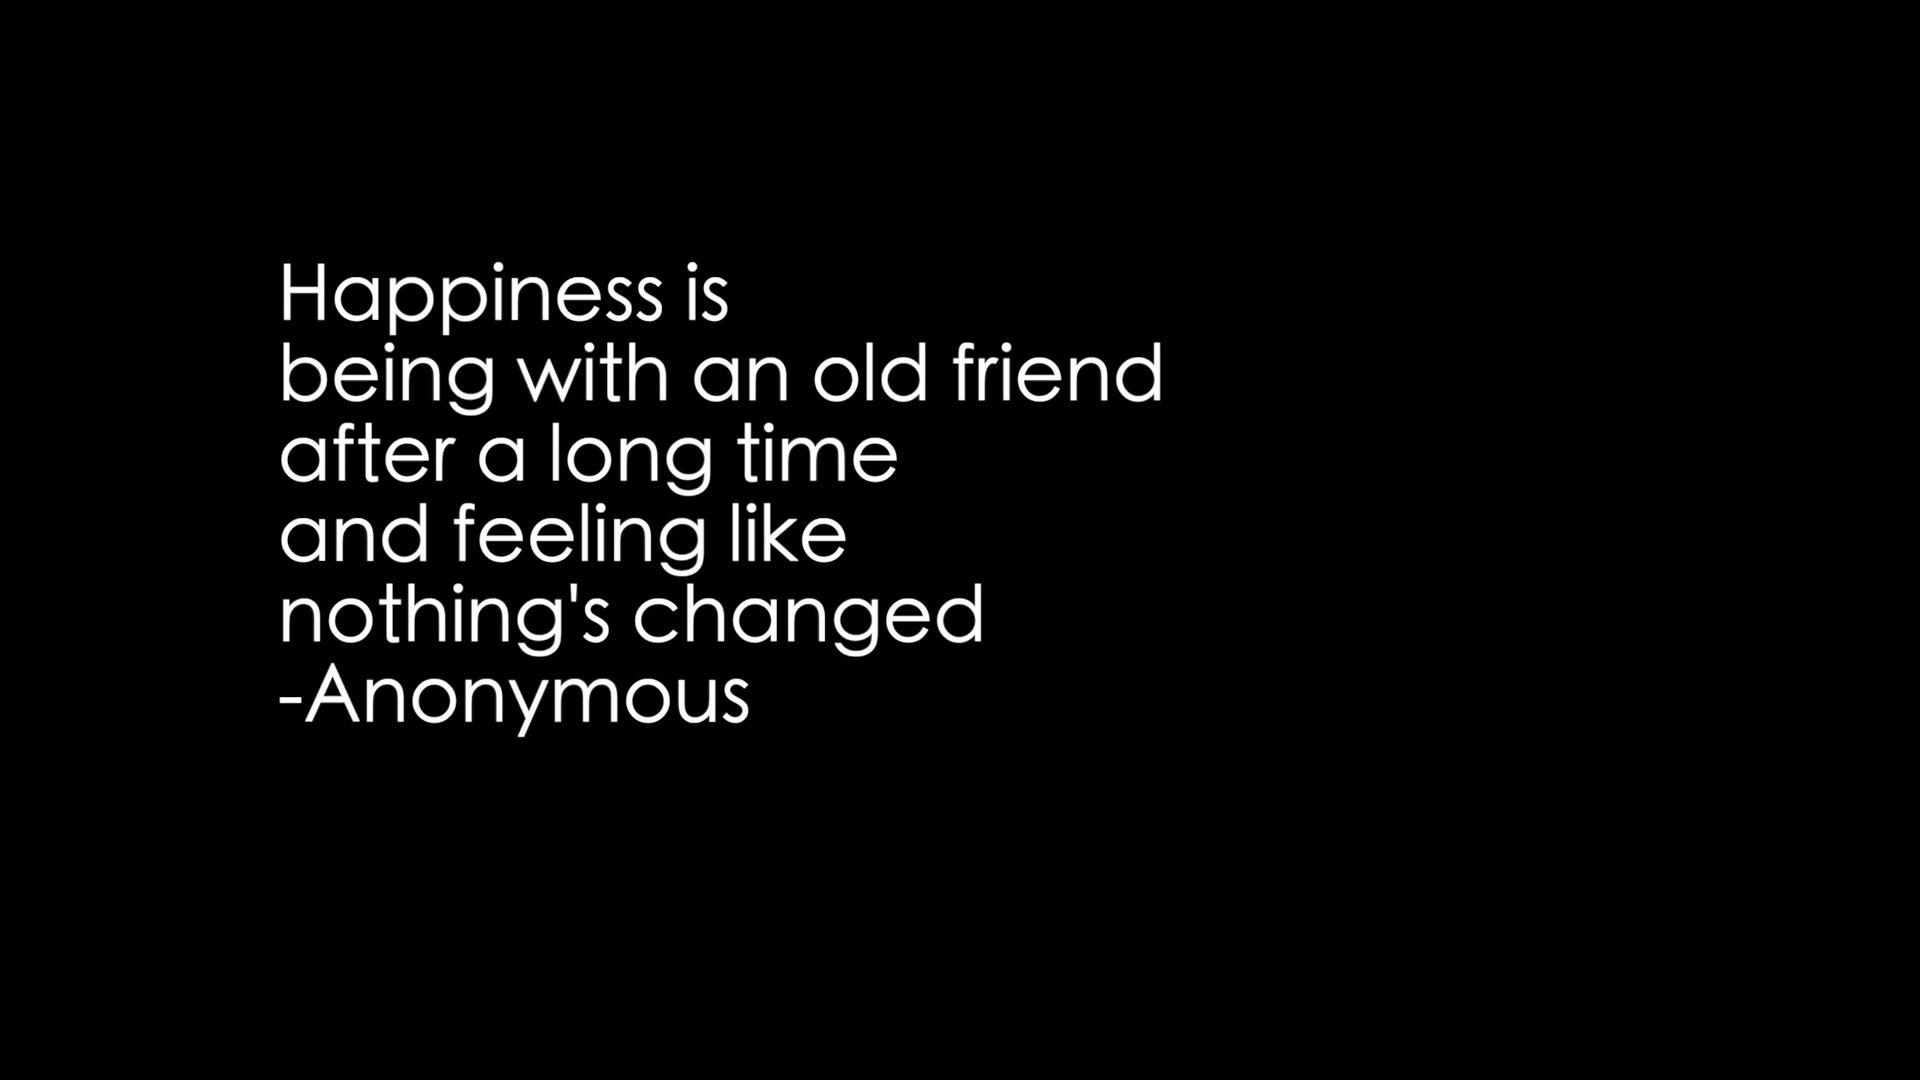 Happiness is
being with an old friend
after a long time
and feeling like
nothing's changed
-Anonymous